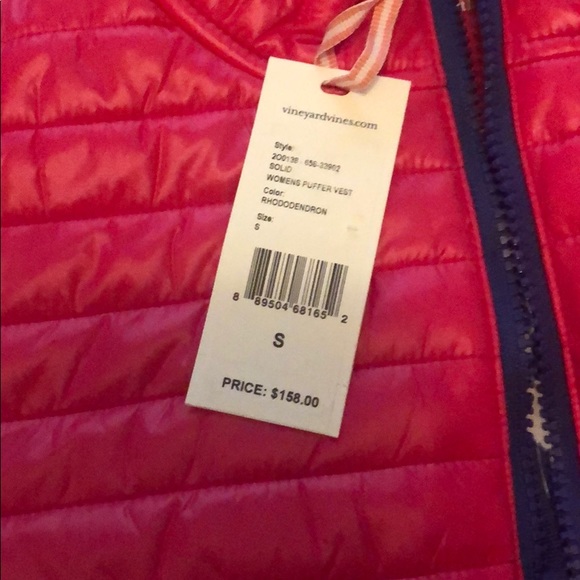 vineyardvines.com
Style:
2O0139 - 656-33902
SOLID
WOMENS PUFFER VEST
Color:
RHODODENDRON
Size:
S
8 89504 68165 2
S
PRICE: $158.00